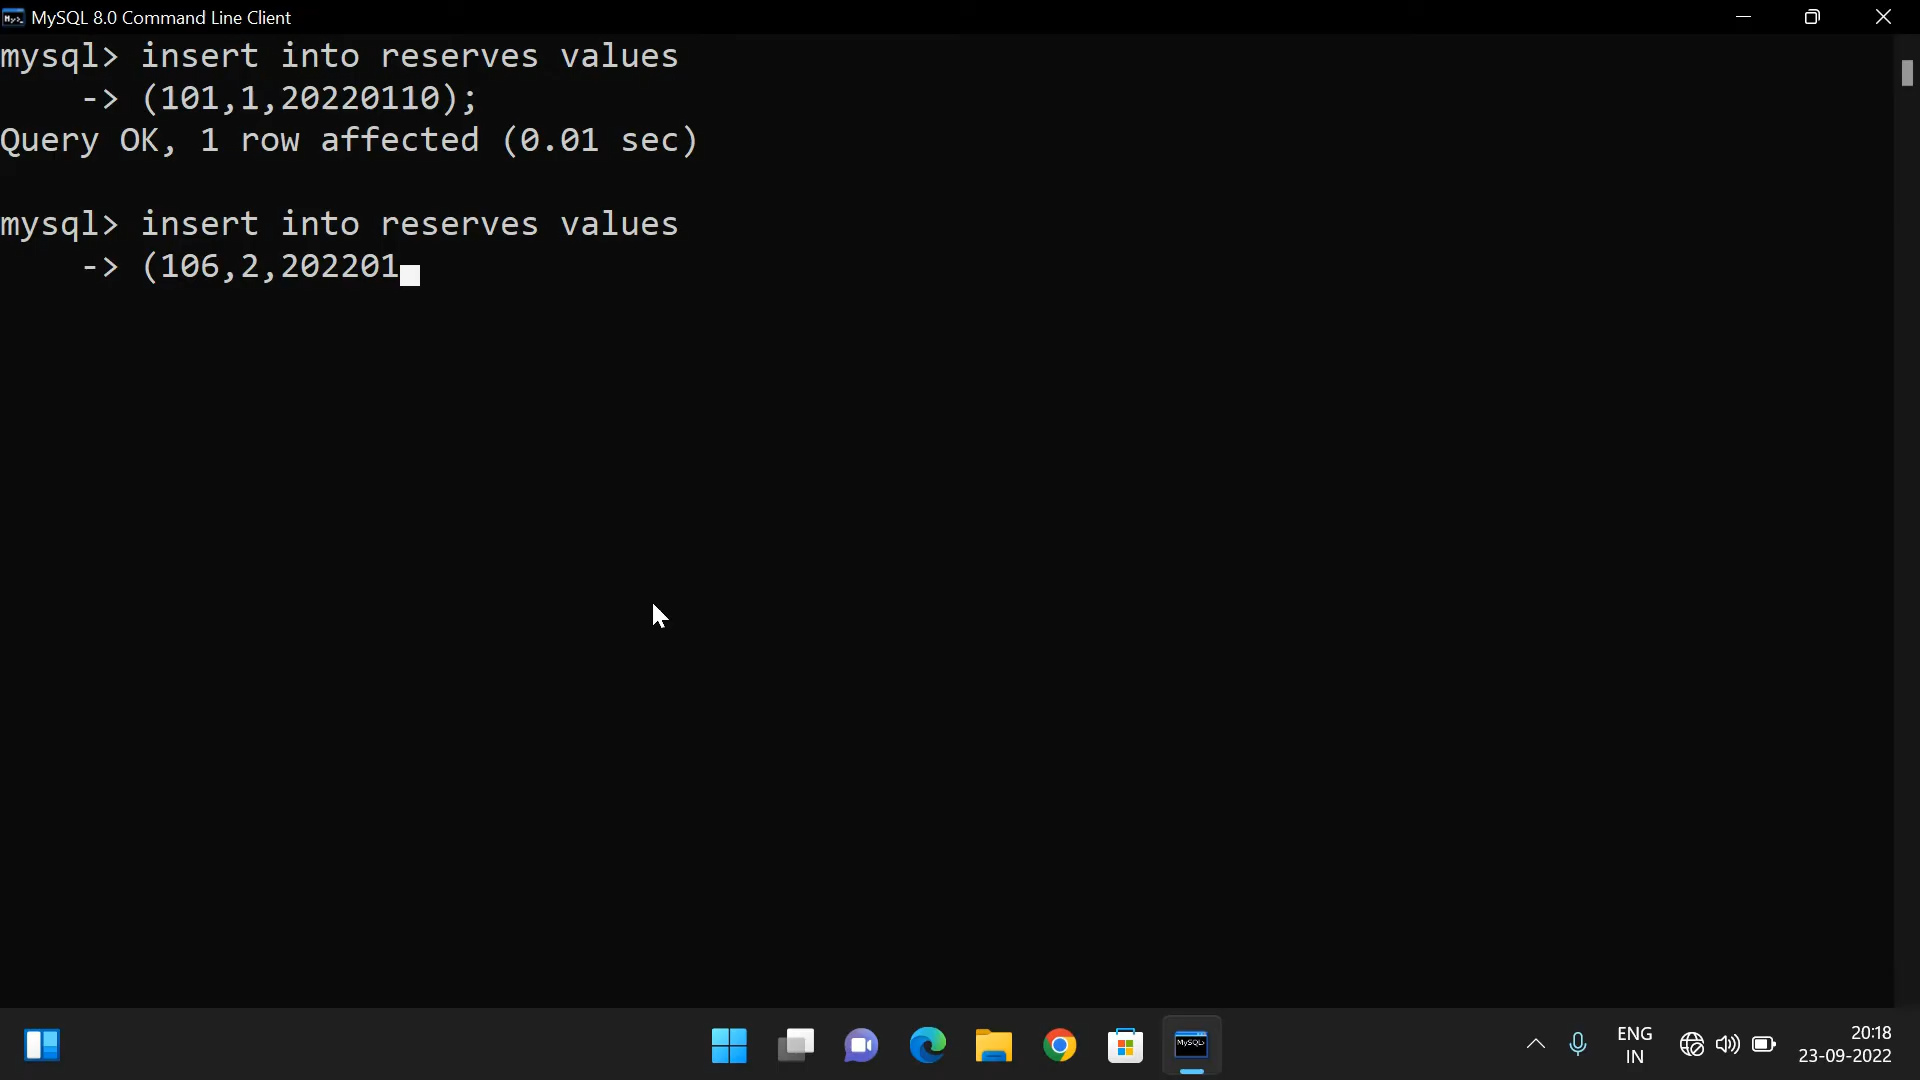 MySQL 8.0 Command Line Client
mysql> insert into reserves values
    -> (101,1,20220110);
Query OK, 1 row affected (0.01 sec)
mysql> insert into reserves values
    -> (106,2,202201
MySQL>
ENG
IN
20:18
23-09-2022